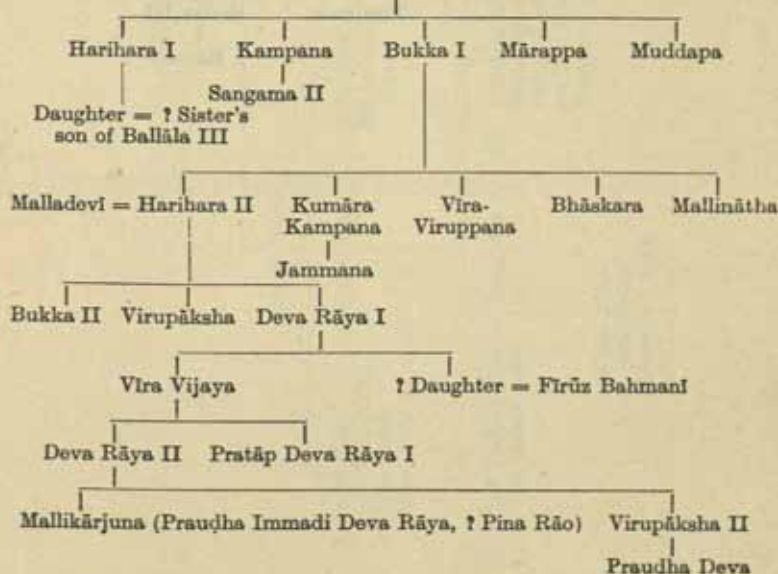 Harihara I Kampana Bukka I Mārappa Muddapa
Sangama II
Daughter = ? Sister's
son of Ballāla III
Malladevī = Harihara II Kumāra Vīra- Bhāskara Mallinātha
Kampana Viruppana
Jammana
Bukka II Virupāksha Deva Rāya I
Vīra Vijaya ? Daughter = Fīrūz Bahmanī
Deva Rāya II Pratāp Deva Rāya I
Mallikārjuna (Prauḍha Immadi Deva Rāya, ? Pina Rāo) Virupāksha II
Praudha Deva